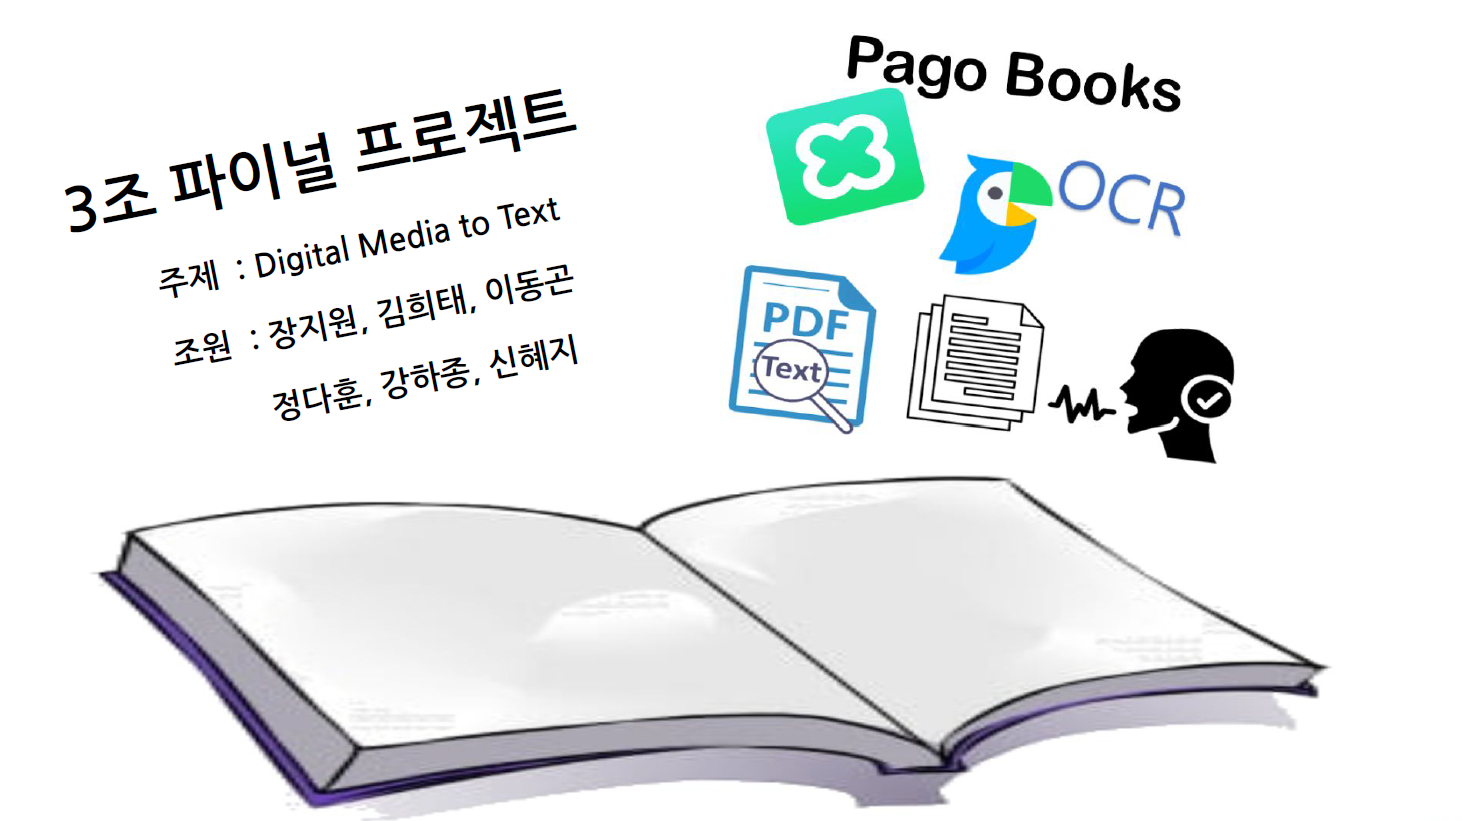 3조 파이널 프로젝트
주제 : Digital Media to Text
조원 : 장지원, 김희태, 이동곤
정다훈, 강하종, 신혜지
Pago Books
OCR
PDF
Text